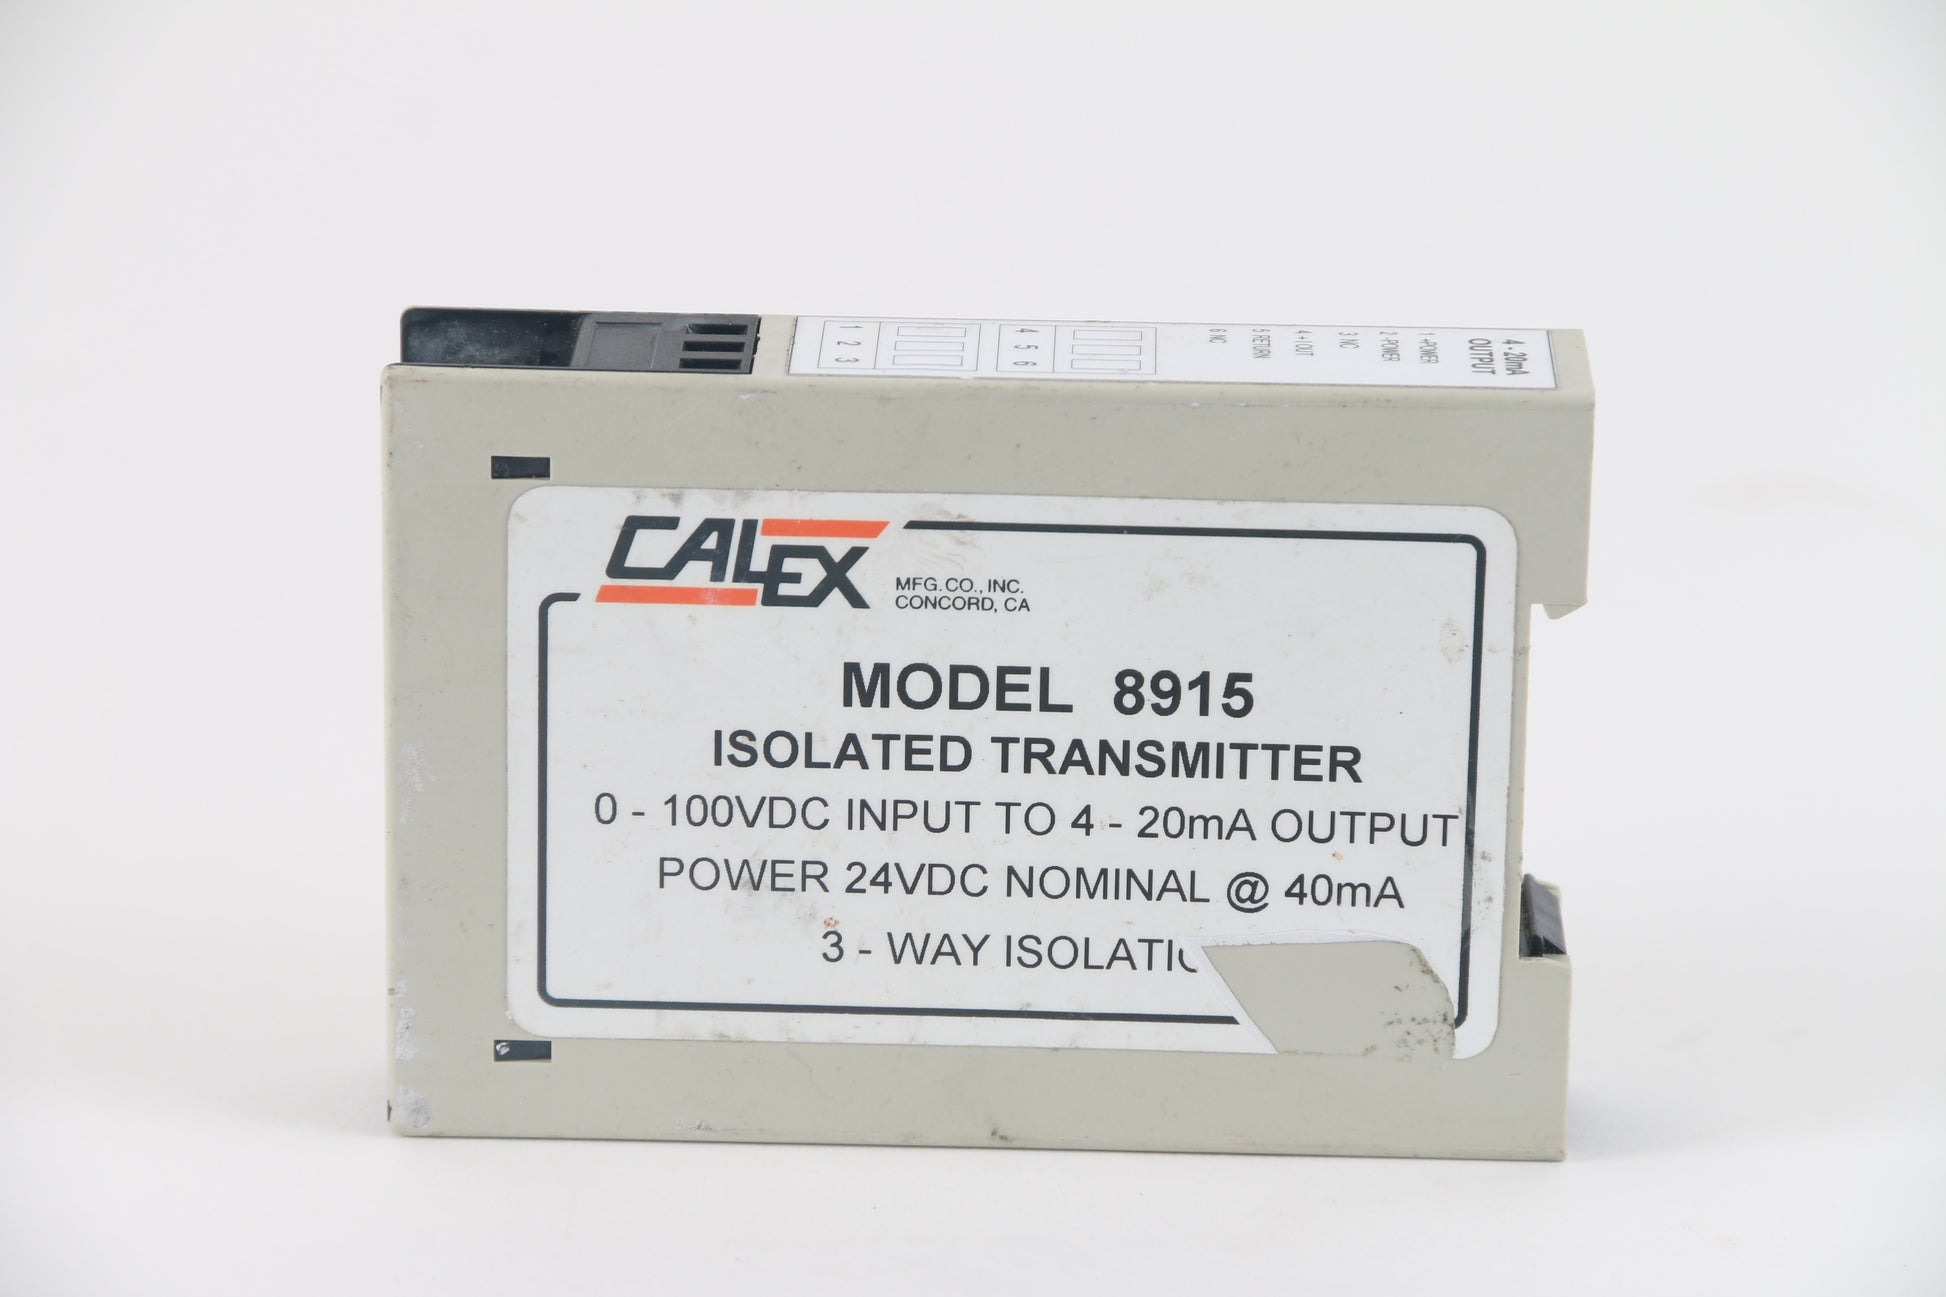 4 - 20mA
OUTPUT
1 +POWER
2 -POWER
3 NC
4 +IOUT
5 RETURN
6 NC
4 5 6
1 2 3
CALEX
MFG. CO., INC.
CONCORD, CA
MODEL 8915
ISOLATED TRANSMITTER
0 - 100VDC INPUT TO 4 - 20mA OUTPUT
POWER 24VDC NOMINAL @ 40mA
3 - WAY ISOLATIO